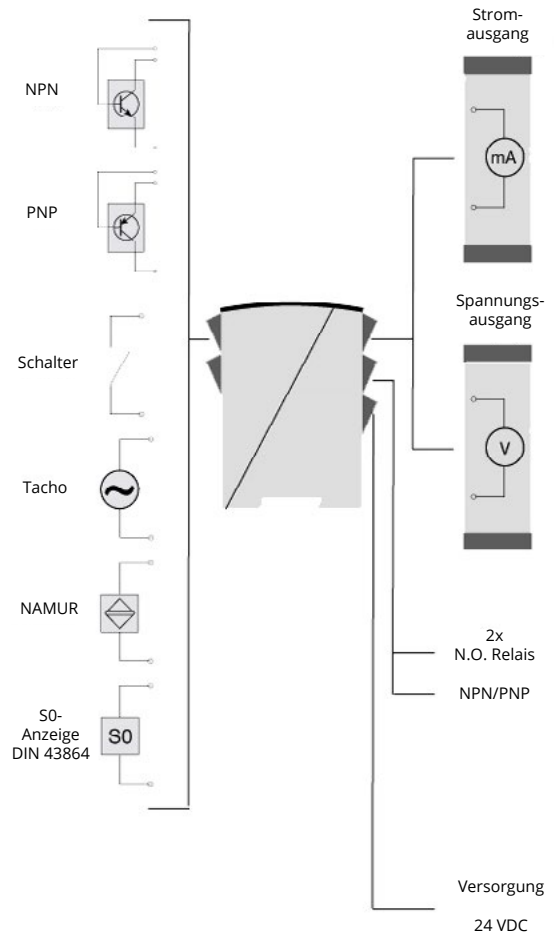 NPN
PNP
Schalter
Tacho
NAMUR
S0-
Anzeige
DIN 43864
S0
Strom-
ausgang
mA
Spannungs-
ausgang
V
2x
N.O. Relais
NPN/PNP
Versorgung
24 VDC